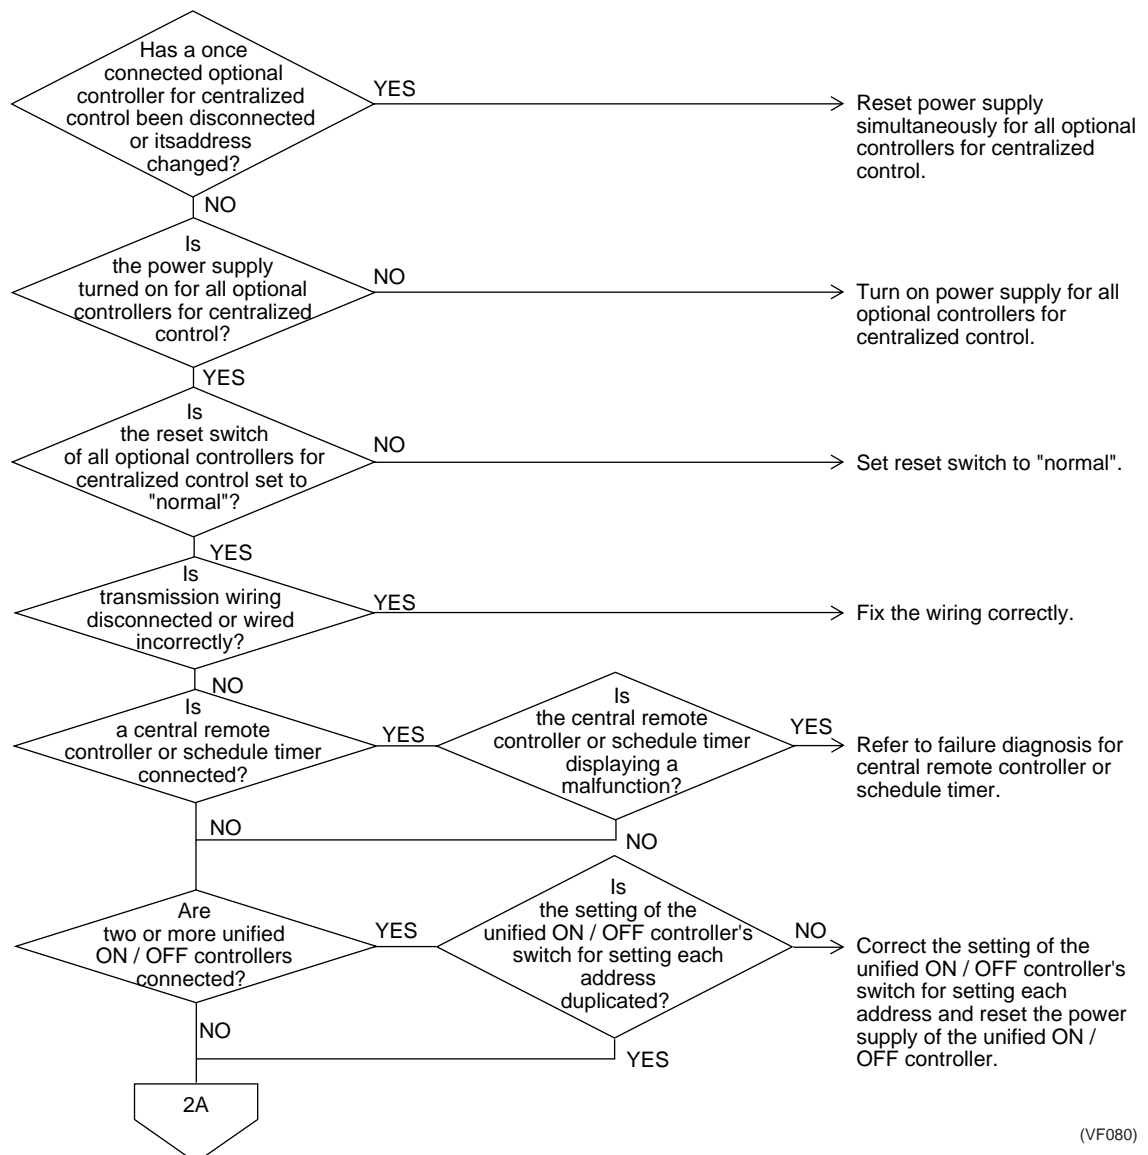 Has a once
connected optional
controller for centralized
control been disconnected
or itsaddress
changed?
YES
Reset power supply
simultaneously for all optional
controllers for centralized
control.
NO
Is
the power supply
turned on for all optional
controllers for centralized
control?
NO
Turn on power supply for all
optional controllers for
centralized control.
YES
Is
the reset switch
of all optional controllers for
centralized control set to
"normal"?
NO
Set reset switch to "normal".
YES
Is
transmission wiring
disconnected or wired
incorrectly?
YES
Fix the wiring correctly.
NO
Is
a central remote
controller or schedule timer
connected?
YES
Is
the central remote
controller or schedule timer
displaying a
malfunction?
YES
Refer to failure diagnosis for
central remote controller or
schedule timer.
NO
NO
Are
two or more unified
ON / OFF controllers
connected?
YES
Is
the setting of the
unified ON / OFF controller's
switch for setting each
address
duplicated?
NO
Correct the setting of the
unified ON / OFF controller's
switch for setting each
address and reset the power
supply of the unified ON /
OFF controller.
NO
YES
2A
(VF080)